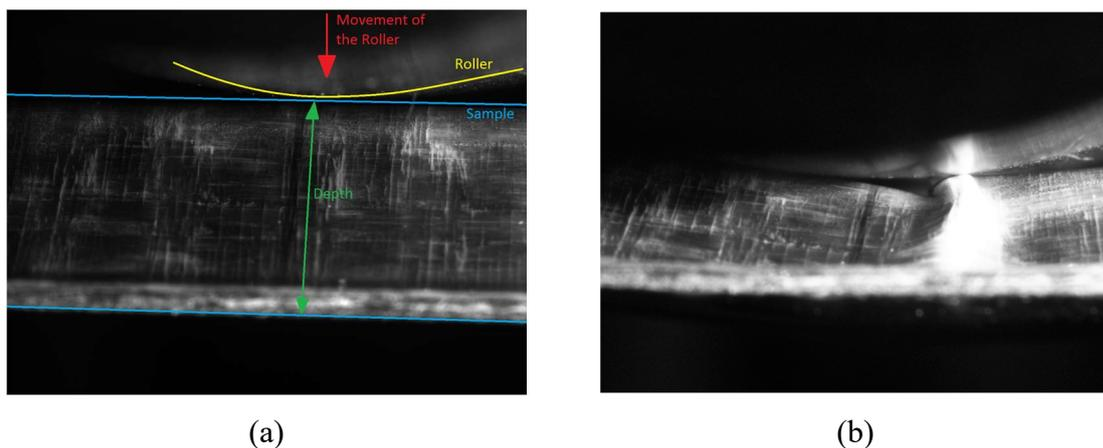 Movement of
the Roller
Roller
Sample
Depth
(a)
(b)